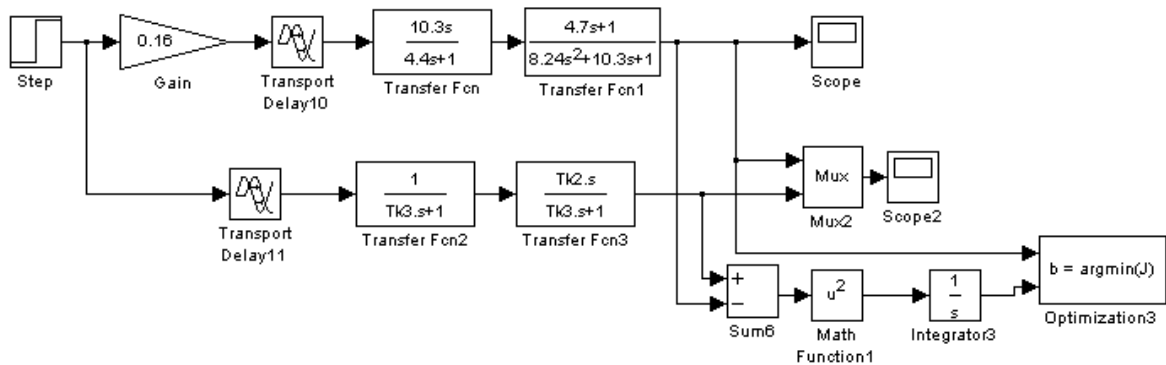 Step
0.16
Gain
Transport
Delay10
10.3s
4.4s+1
Transfer Fcn
4.7s+1
8.24s²+10.3s+1
Transfer Fcn1
Scope
Transport
Delay11
1
Tk3.s+1
Transfer Fcn2
Tk2.s
Tk3.s+1
Transfer Fcn3
Mux
Mux2
Scope2
+
−
Sum6
u²
Math
Function1
1
s
Integrator3
b = argmin(J)
Optimization3